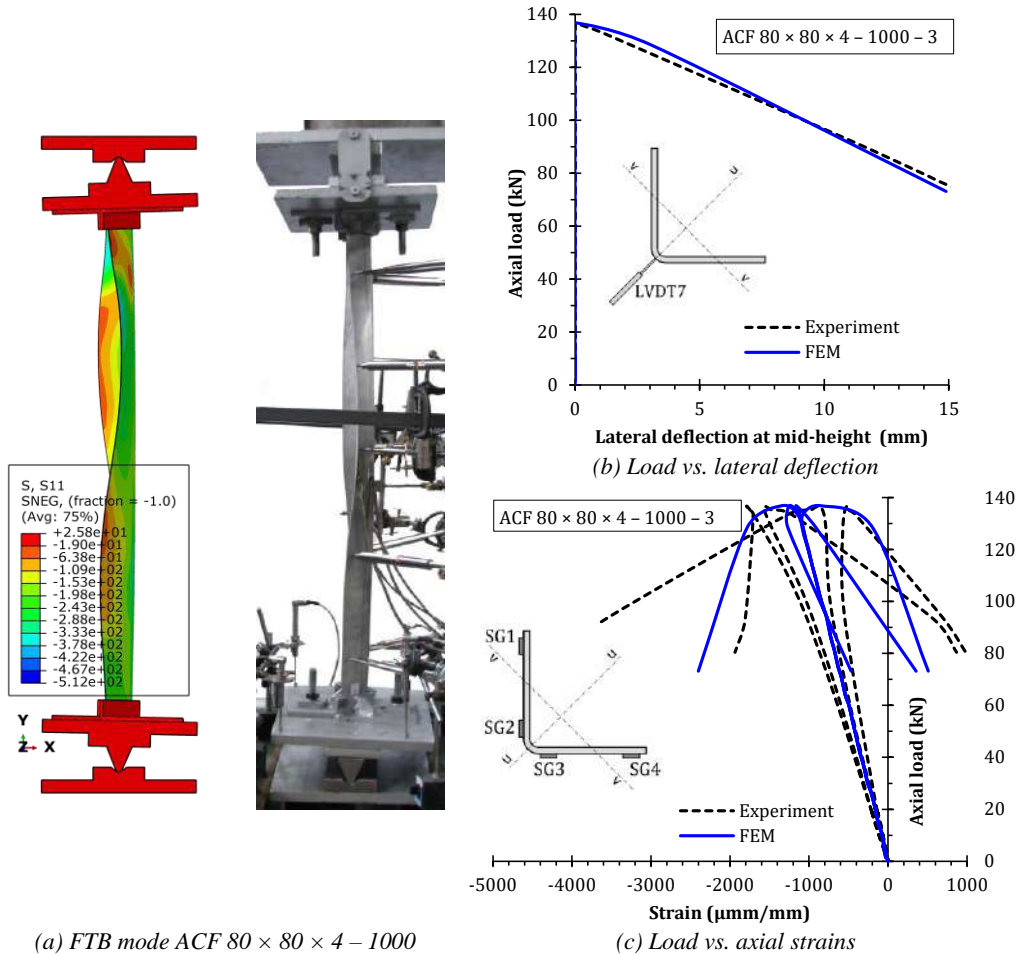 S, S11
SNEG, (fraction = -1.0)
(Avg: 75%)
+2.58e+01
-1.90e+01
-6.38e+01
-1.09e+02
-1.53e+02
-1.98e+02
-2.43e+02
-2.88e+02
-3.33e+02
-3.78e+02
-4.22e+02
-4.67e+02
-5.12e+02
Y
Z X
(a) FTB mode ACF 80 × 80 × 4 – 1000
140
120
100
80
60
40
20
0
Axial load (kN)
ACF 80 × 80 × 4 – 1000 – 3
v
u
v
LVDT7
Experiment
FEM
0 5 10 15
Lateral deflection at mid-height (mm)
(b) Load vs. lateral deflection
ACF 80 × 80 × 4 – 1000 – 3
140
120
100
80
60
40
20
0
Axial load (kN)
SG1
v
u
SG2
u
v
SG3
SG4
Experiment
FEM
-5000 -4000 -3000 -2000 -1000 0 1000
Strain (μmm/mm)
(c) Load vs. axial strains